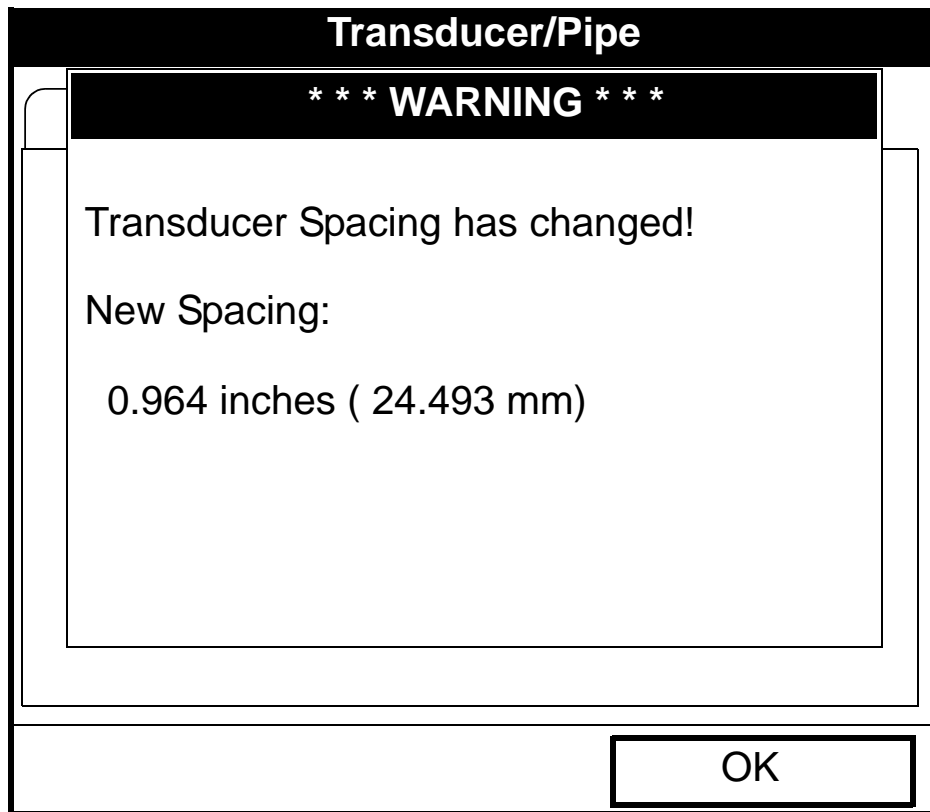 Transducer/Pipe
* * * WARNING * * *
Transducer Spacing has changed!
New Spacing:
0.964 inches ( 24.493 mm)
OK